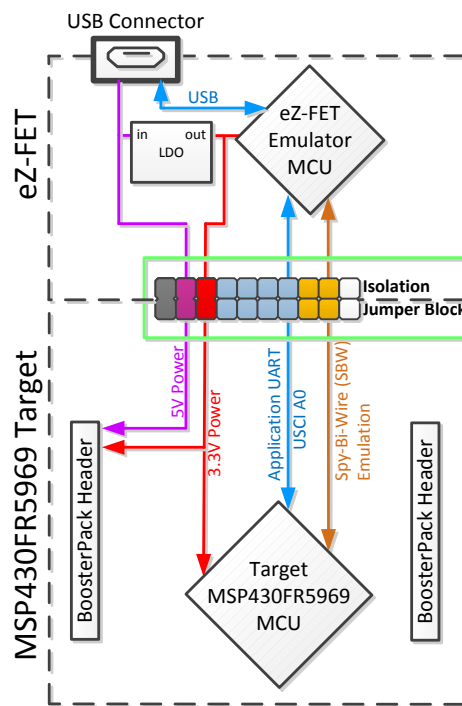 USB Connector
USB
eZ-FET
Emulator
MCU
in
out
LDO
eZ-FET
Isolation
Jumper Block
5V Power
3.3V Power
Application UART
USCI A0
Spy-Bi-Wire (SBW)
Emulation
MSP430FR5969 Target
BoosterPack Header
BoosterPack Header
Target
MSP430FR5969
MCU